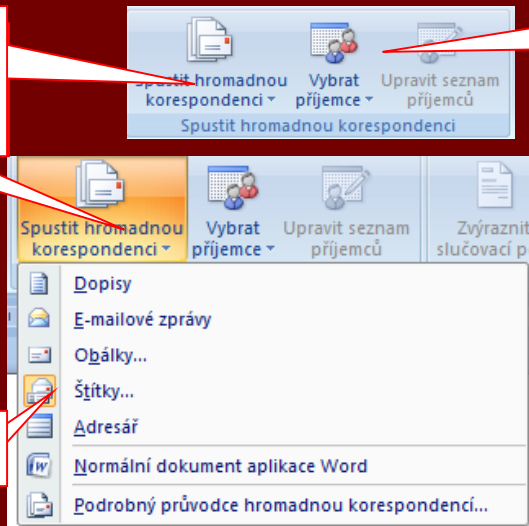 Spustit hromadnou Vybrat Upravit seznam
korespondenci příjemce příjemců
Spustit hromadnou korespondenci
Spustit hromadnou Vybrat Upravit seznam Zvýraznit
korespondenci příjemce příjemců slučovací p
Dopisy
E-mailové zprávy
Obálky...
Štítky...
Adresář
Normální dokument aplikace Word
Podrobný průvodce hromadnou korespondencí...